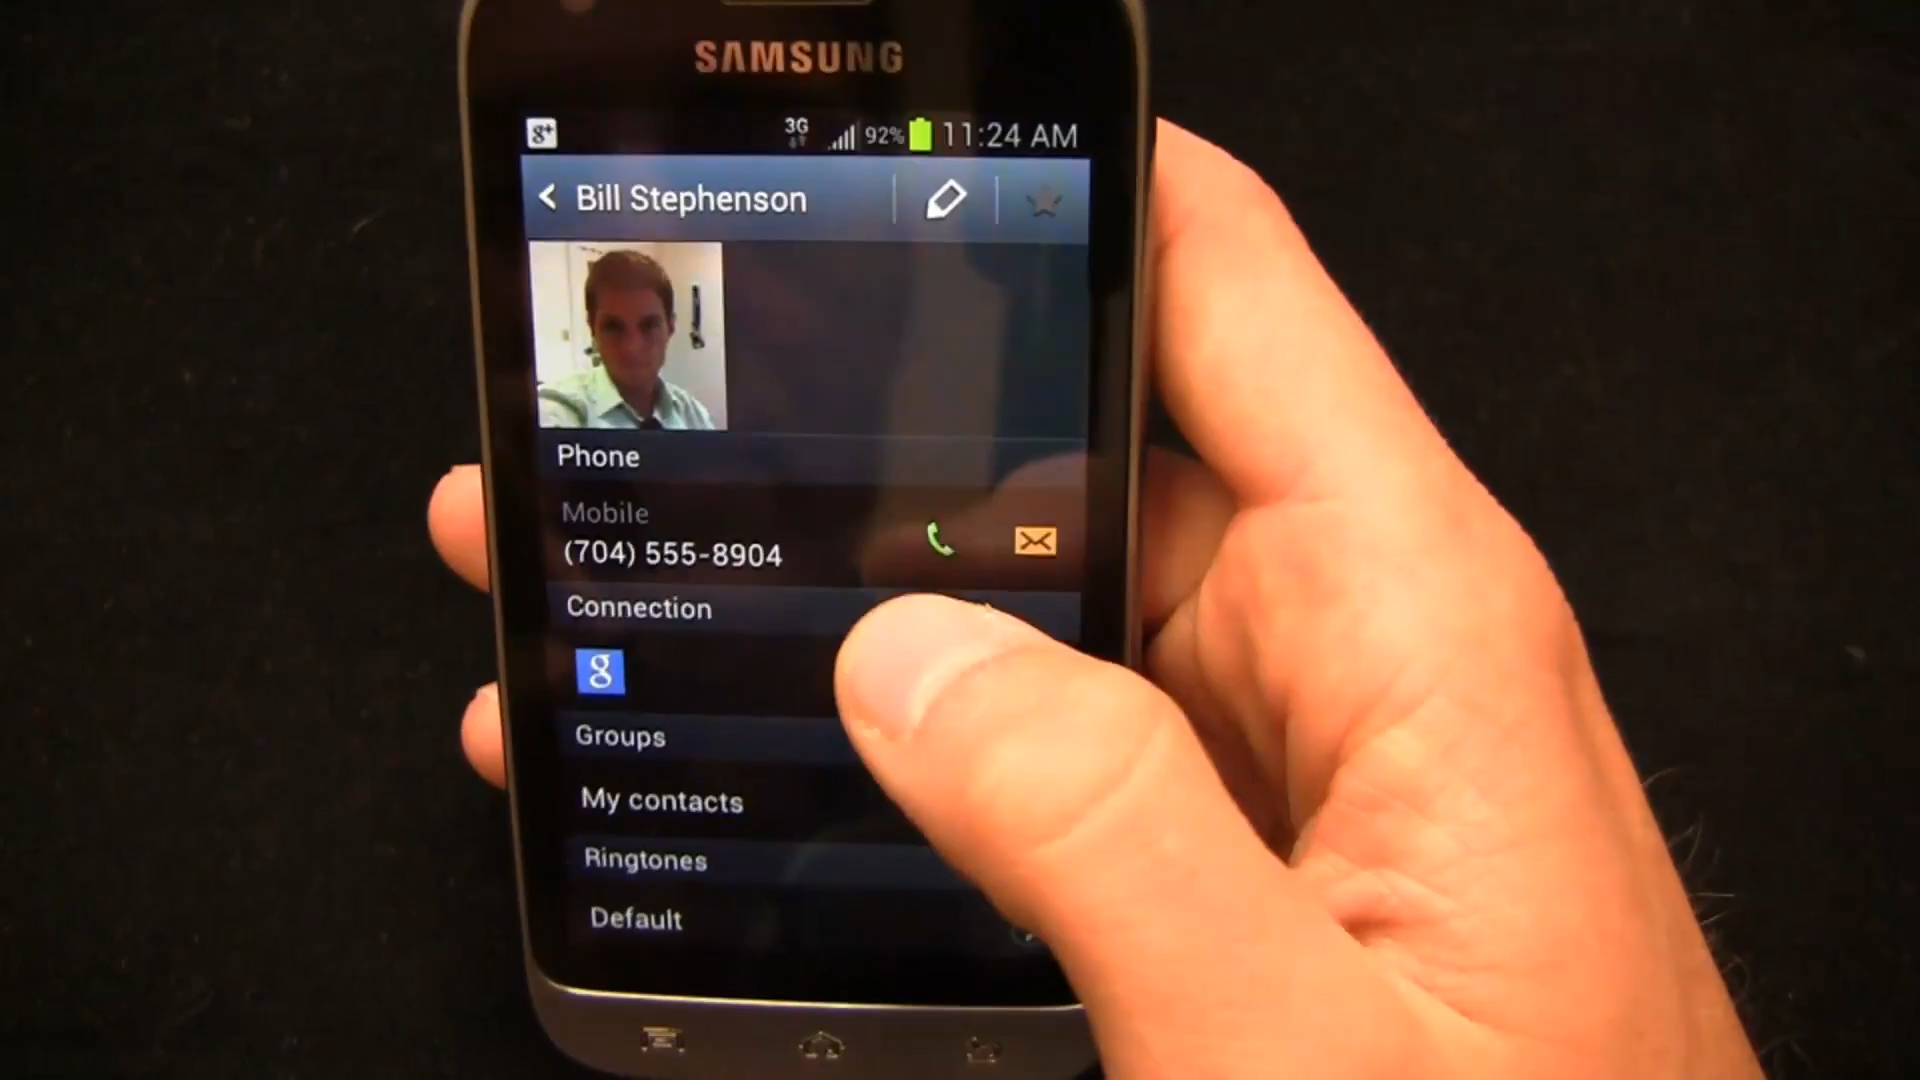 SAMSUNG
g+ 3G 92% 11:24 AM
Bill Stephenson
Phone
Mobile
(704) 555-8904
Connection
g
Groups
My contacts
Ringtones
Default